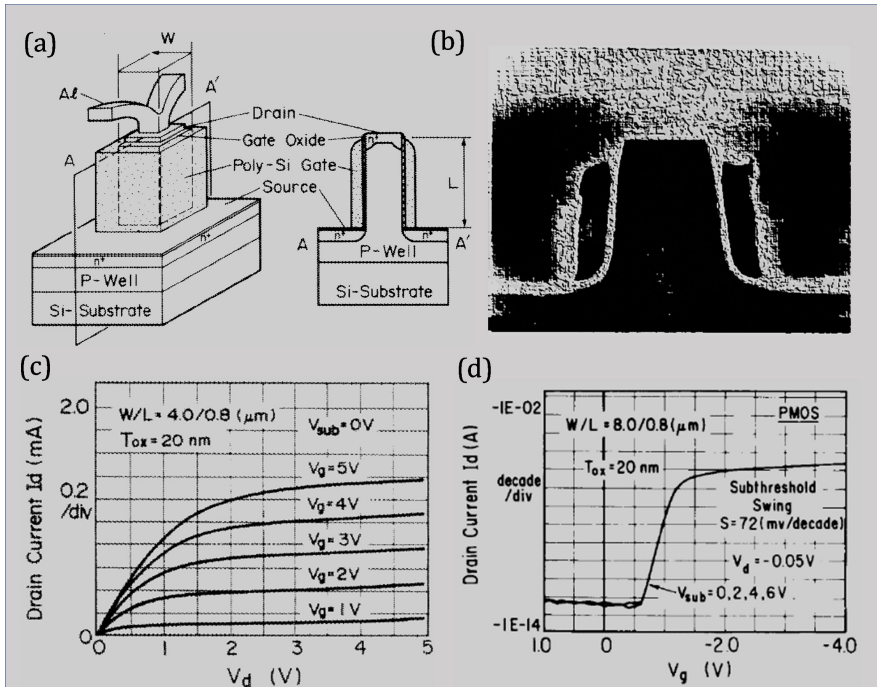 (a)
W
Aℓ
A'
Drain
Gate Oxide
A
Poly-Si Gate
Source
n⁺
n⁺
P-Well
Si-Substrate
n⁺
L
A
n⁺
n⁺
A'
P-Well
Si-Substrate
(b)
(c)
Drain Current Id (mA)
2.0
0.2
/div
0
W/L = 4.0/0.8 (μm)
Tox = 20 nm
Vsub = 0V
Vg = 5V
Vg = 4V
Vg = 3V
Vg = 2V
Vg = 1V
0 1 2 3 4 5
Vd (V)
(d)
Drain Current Id (A)
-1E-02
decade
/div
-1E-14
W/L = 8.0/0.8 (μm)
PMOS
Tox = 20 nm
Subthreshold
Swing
S = 72 (mv/decade)
Vd = -0.05V
Vsub = 0, 2, 4, 6V
1.0 0 -2.0 -4.0
Vg (V)